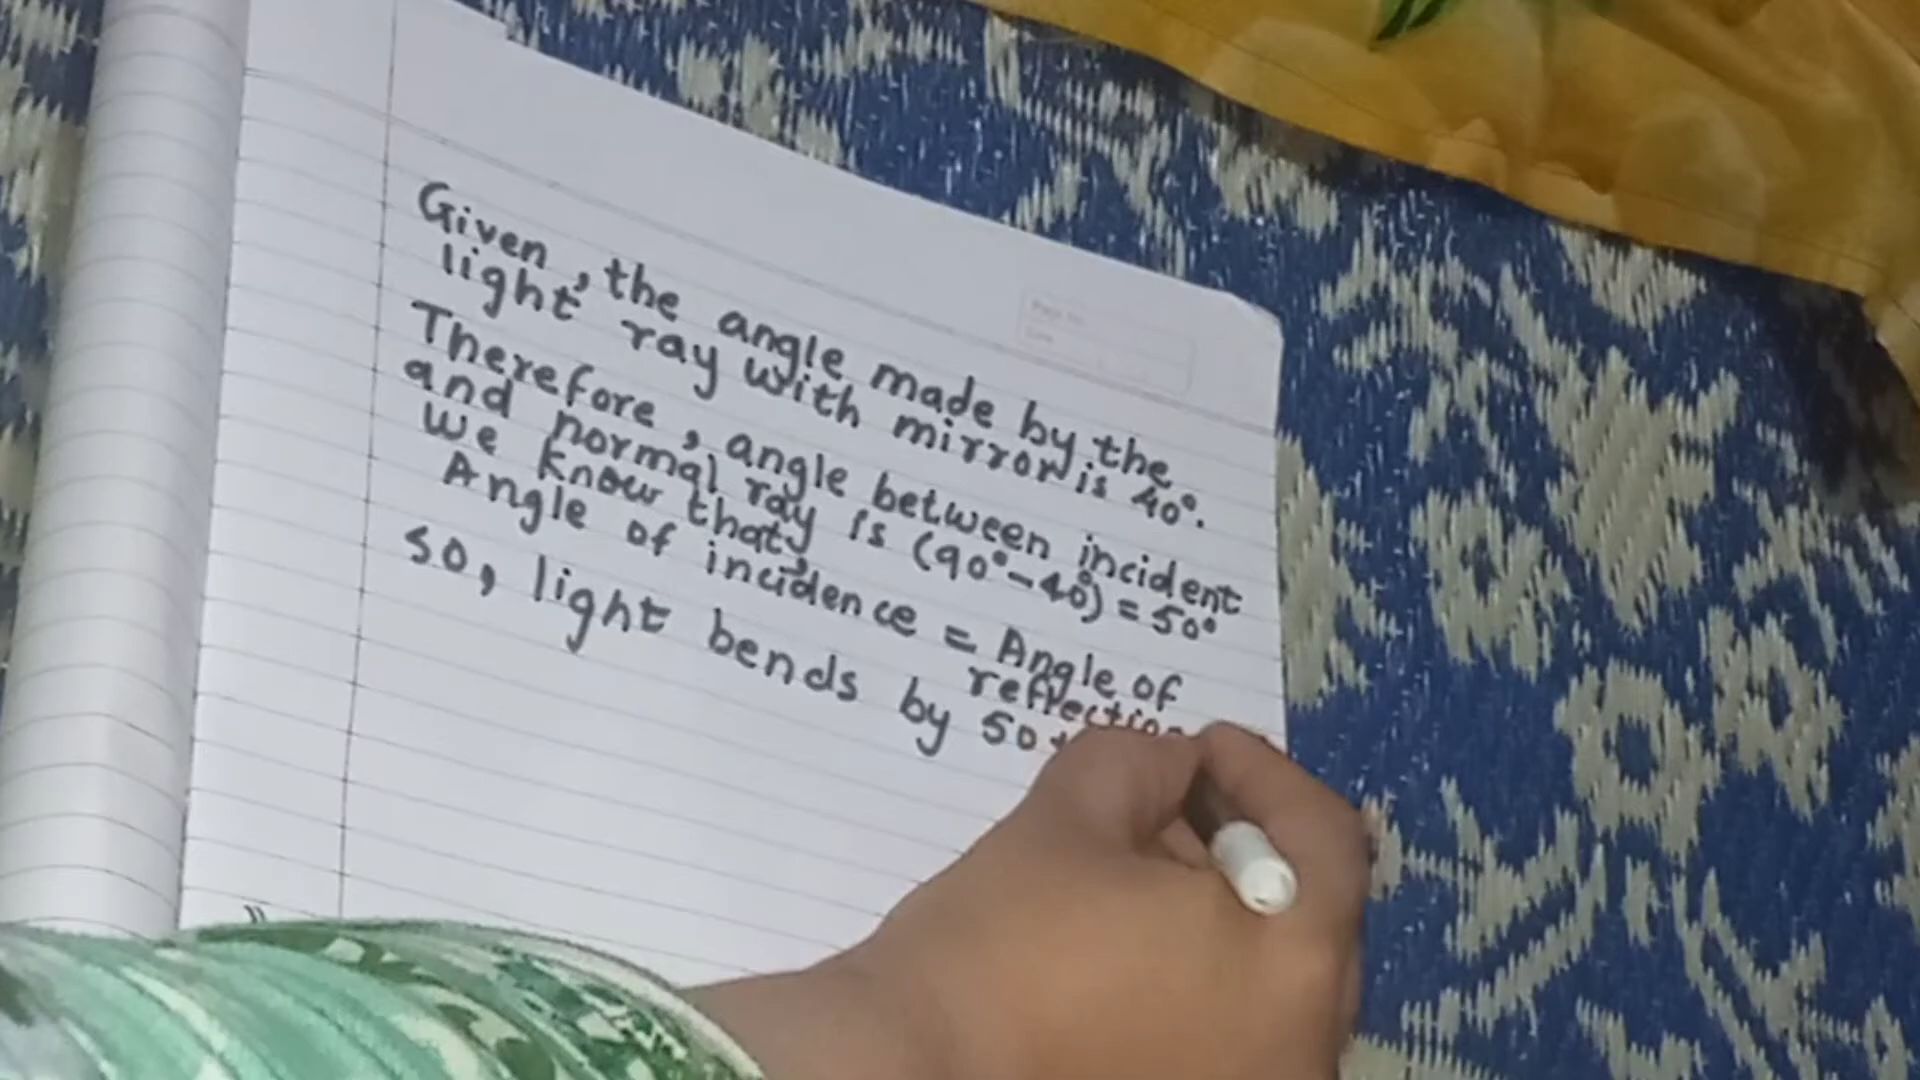 Given, the angle made by the
light ray with mirror is 40°.
Therefore, angle between incident
and normal ray is (90°-40°) = 50°
we know that,
Angle of incidence = Angle of
reflection
So, light bends by 50+